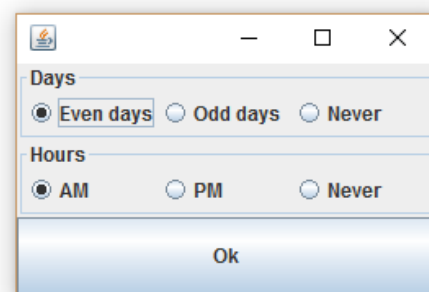 Days
Even days Odd days Never
Hours
AM PM Never
Ok